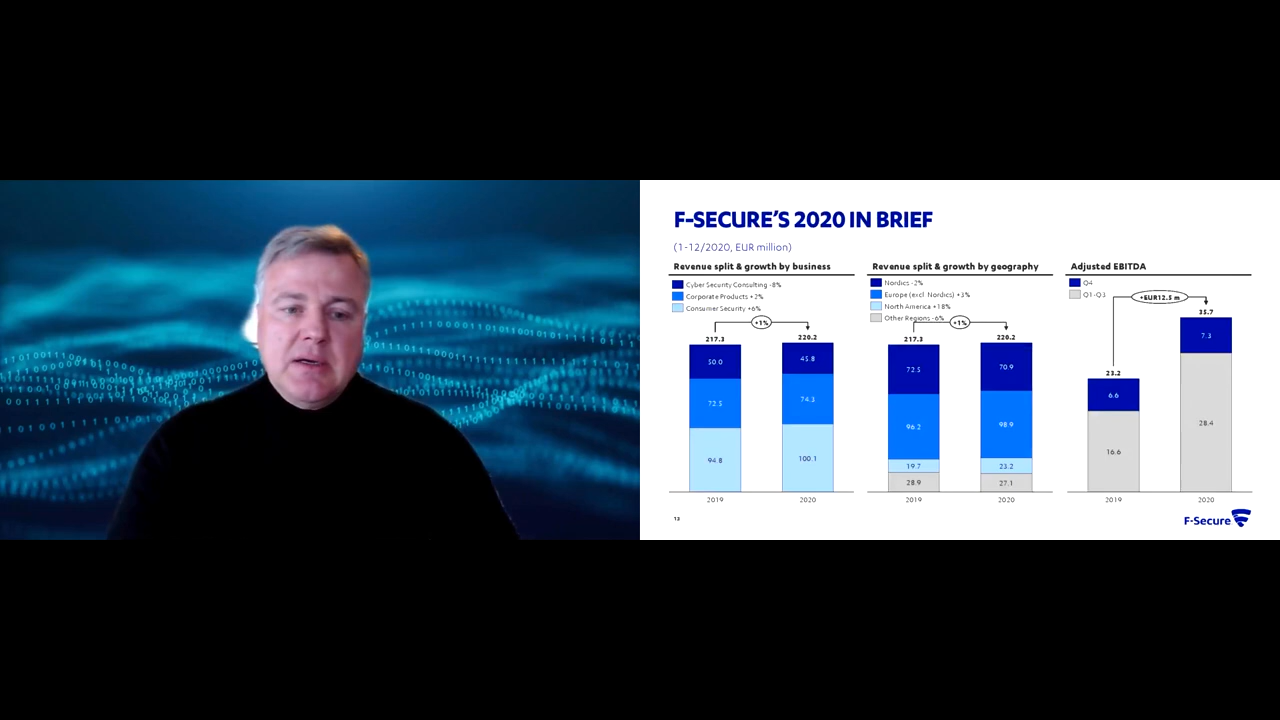 F-SECURE'S 2020 IN BRIEF
(1-12/2020, EUR million)
Revenue split & growth by business
Cyber Security Consulting -8%
Corporate Products +2%
Consumer Security +6%
+1%
217.3
220.2
50.0
45.8
72.5
74.3
94.8
100.1
2019
2020
Revenue split & growth by geography
Nordics -2%
Europe (excl. Nordics) +3%
North America +18%
Other Regions -6%
+1%
217.3
220.2
72.5
70.9
96.2
98.9
19.7
23.2
28.9
27.1
2019
2020
Adjusted EBITDA
Q4
Q1-Q3
+EUR12.5 m
23.2
35.7
6.6
7.3
16.6
28.4
2019
2020
13
F-Secure